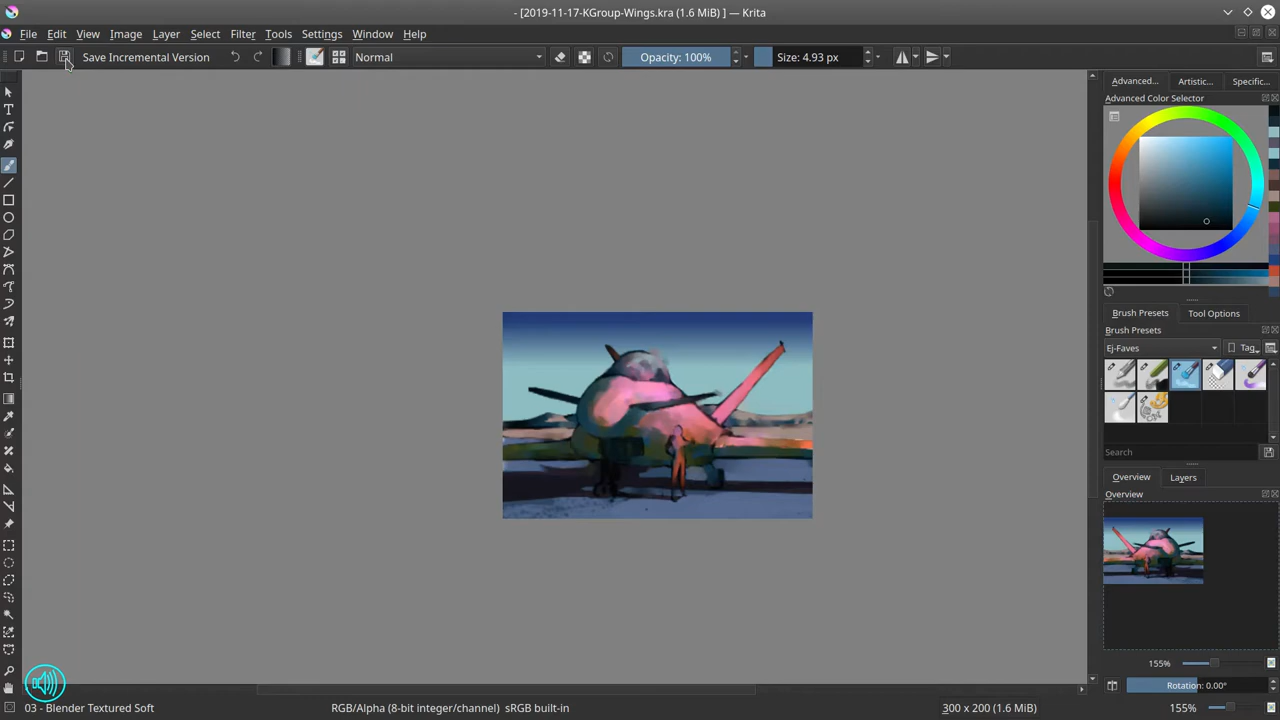 - [2019-11-17-KGroup-Wings.kra (1.6 MiB) ] — Krita
File Edit View Image Layer Select Filter Tools Settings Window Help
Save Incremental Version Normal Opacity: 100% Size: 4.93 px
Advanced... Artistic... Specific...
Advanced Color Selector
Brush Presets Tool Options
Brush Presets
Ej-Faves Tag
Search
Overview Layers
Overview
155%
Rotation: 0.00°
03 - Blender Textured Soft RGB/Alpha (8-bit integer/channel) sRGB built-in 300 x 200 (1.6 MiB) 155%